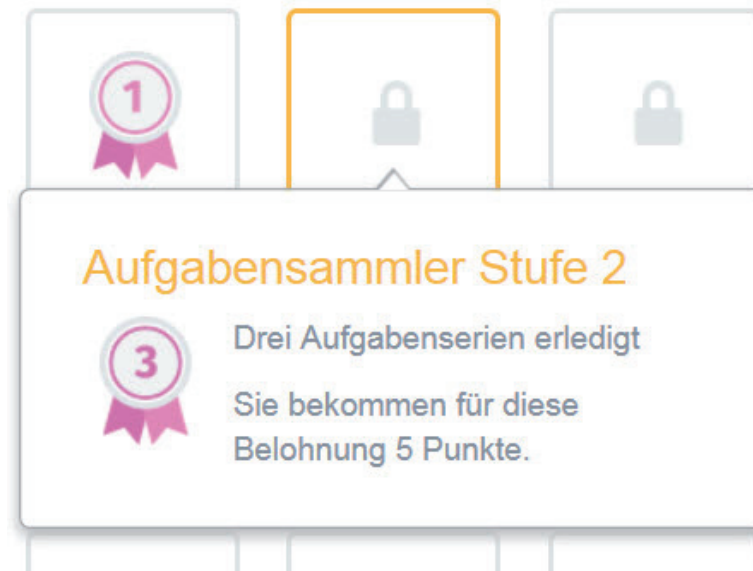 1
Aufgabensammler Stufe 2
3
Drei Aufgabenserien erledigt
Sie bekommen für diese
Belohnung 5 Punkte.